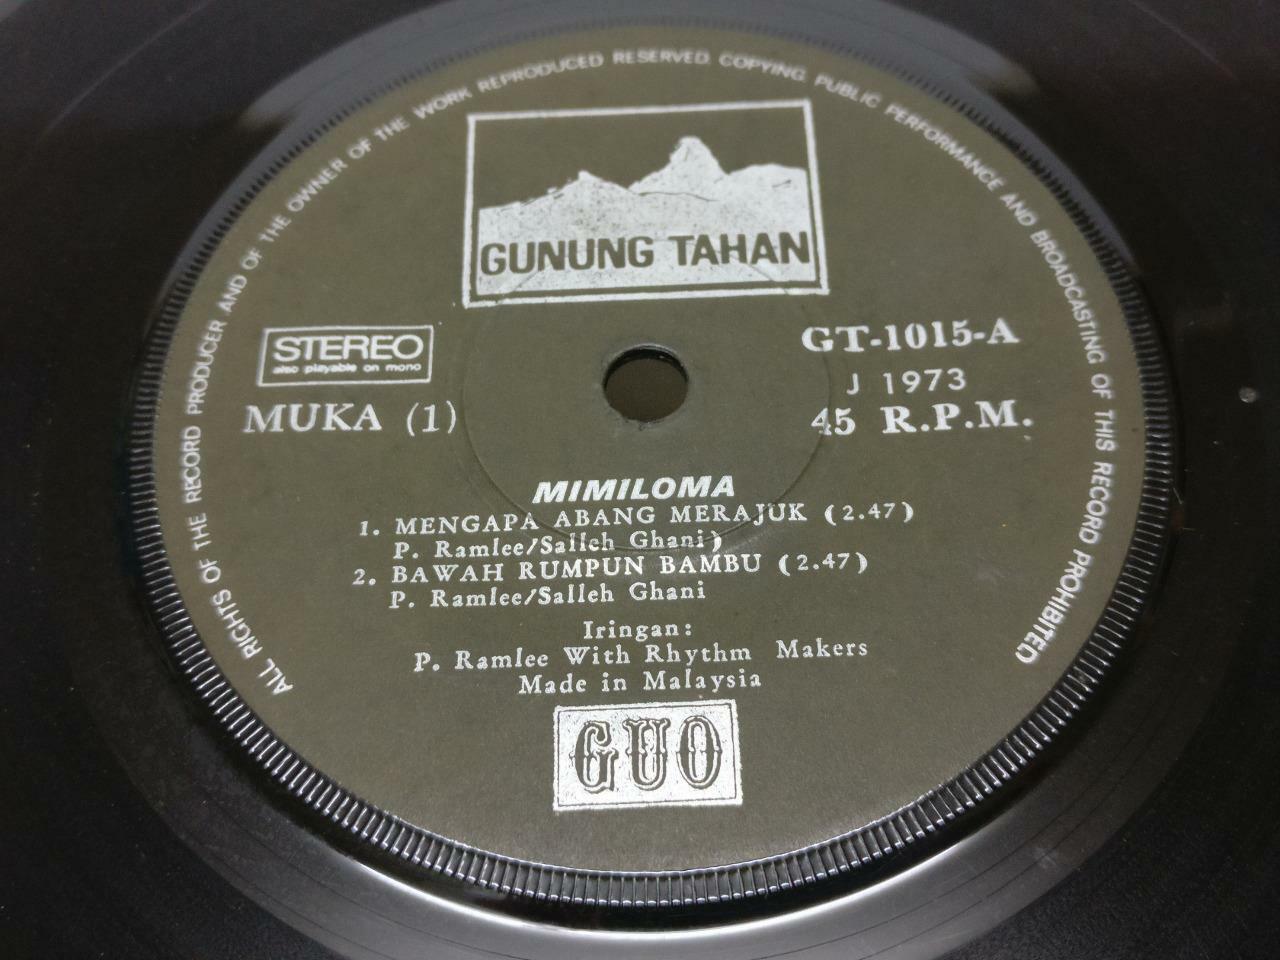 ALL RIGHTS OF THE RECORD PRODUCER AND OF THE OWNER OF THE WORK REPRODUCED RESERVED COPYING PUBLIC PERFORMANCE AND BROADCASTING OF THIS RECORD PROHIBITED
GUNUNG TAHAN
STEREO
also playable on mono
MUKA (1)
GT-1015-A
J 1973
45 R.P.M.
MIMILOMA
1. MENGAPA ABANG MERAJUK (2.47)
P. Ramlee/Salleh Ghani)
2. BAWAH RUMPUN BAMBU (2.47)
P. Ramlee/Salleh Ghani
Iringan:
P. Ramlee With Rhythm Makers
Made in Malaysia
GUO